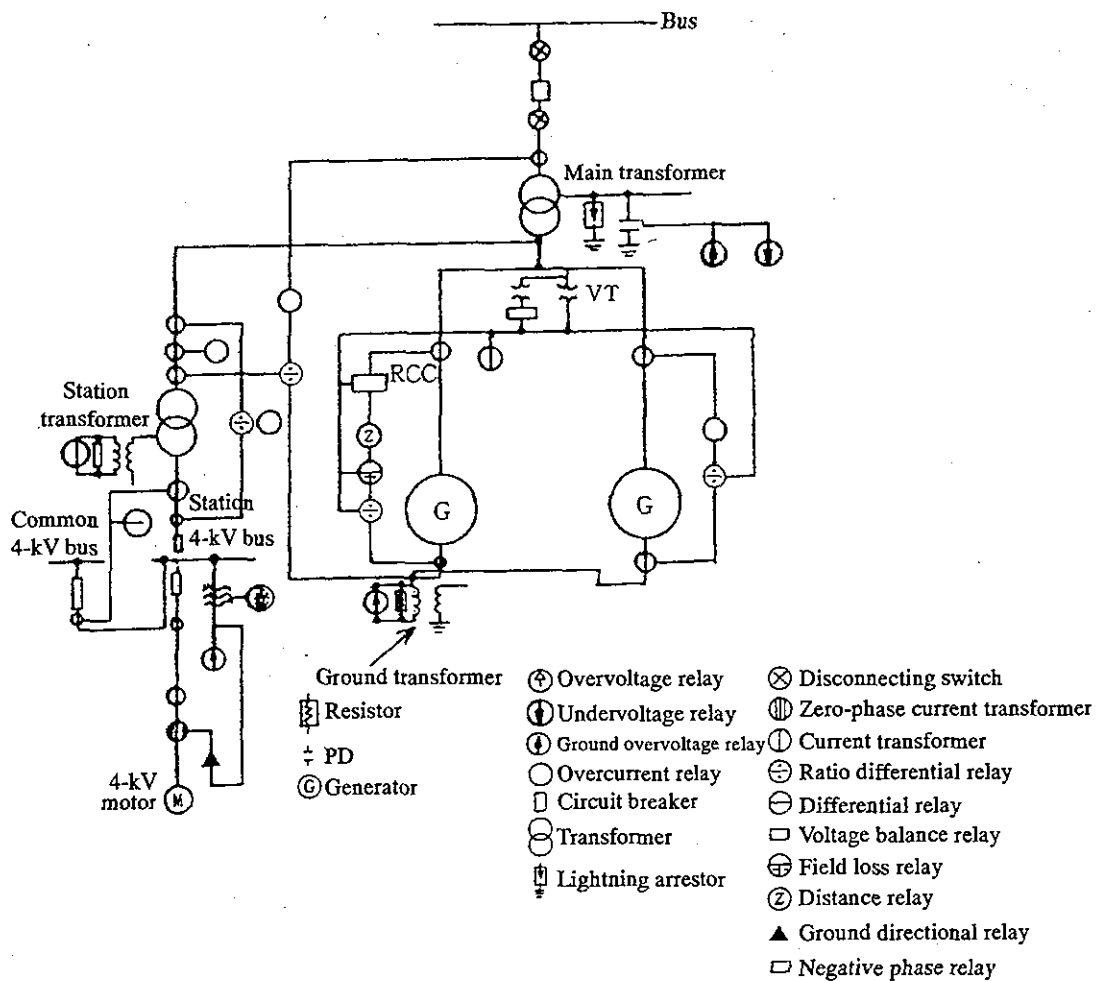 Bus
Main transformer
VT
RCC
Station
transformer
Z
G
G
Station
4-kV bus
Common
4-kV bus
4-kV
motor
M
Ground transformer
Resistor
PD
G Generator
Overvoltage relay
Undervoltage relay
Ground overvoltage relay
Overcurrent relay
Circuit breaker
Transformer
Lightning arrestor
Disconnecting switch
Zero-phase current transformer
Current transformer
Ratio differential relay
Differential relay
Voltage balance relay
Field loss relay
Z Distance relay
Ground directional relay
Negative phase relay